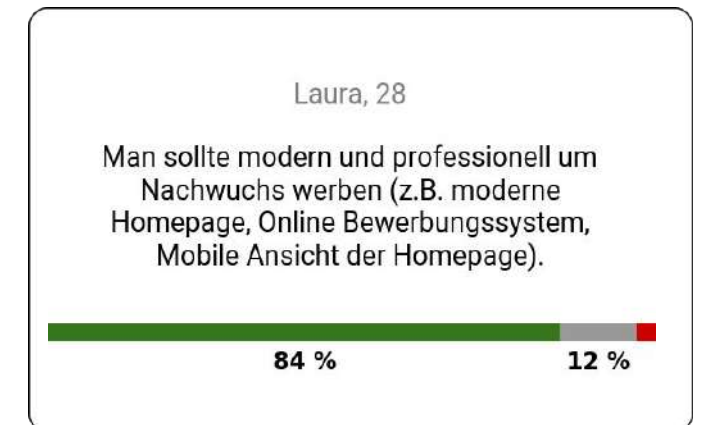 Laura, 28
Man sollte modern und professionell um
Nachwuchs werben (z.B. moderne
Homepage, Online Bewerbungssystem,
Mobile Ansicht der Homepage).
84 % 12 %